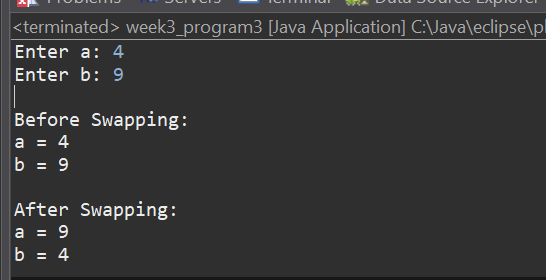 Problems Servers Terminal Data Source Explorer
<terminated> week3_program3 [Java Application] C:\Java\eclipse\pl
Enter a: 4
Enter b: 9
Before Swapping:
a = 4
b = 9
After Swapping:
a = 9
b = 4